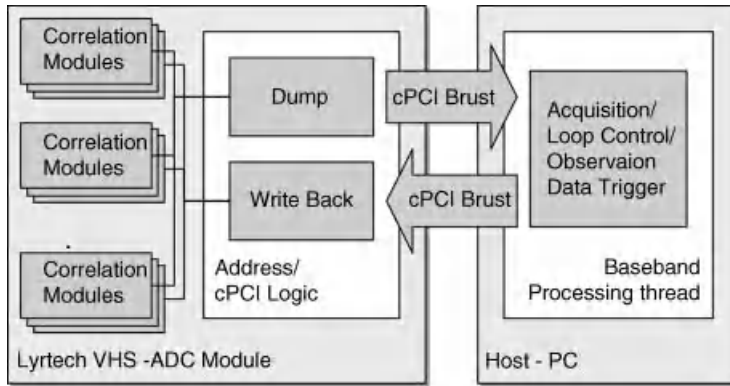 Correlation
Modules
Correlation
Modules
Correlation
Modules
Dump
Write Back
Address/
cPCI Logic
Lyrtech VHS -ADC Module
cPCI Brust
cPCI Brust
Acquisition/
Loop Control/
Observaion
Data Trigger
Baseband
Processing thread
Host - PC